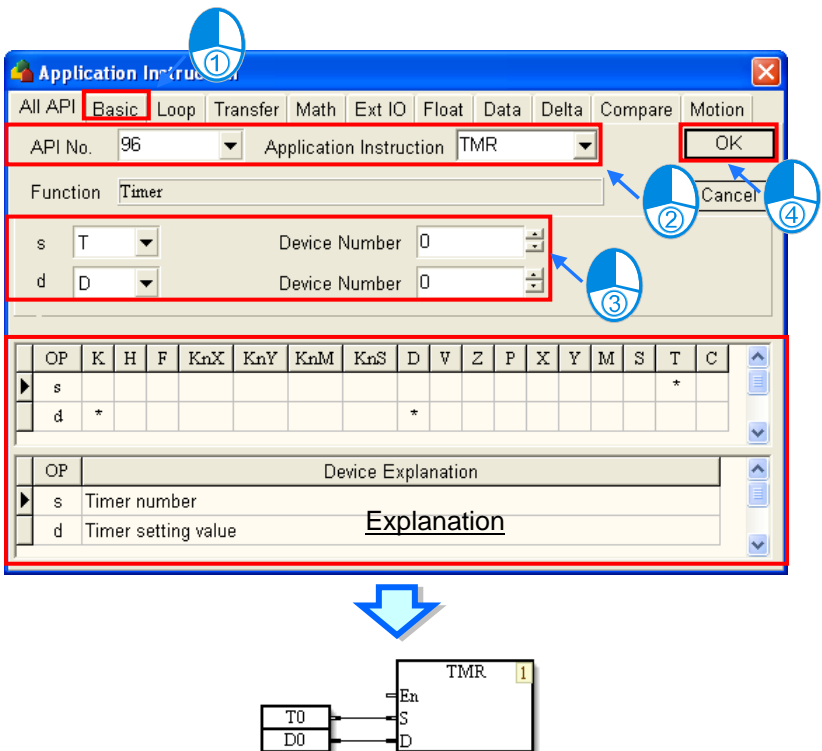 ①
Application Instruction
All API Basic Loop Transfer Math Ext IO Float Data Delta Compare Motion
API No. 96 Application Instruction TMR OK
Function Timer Cancel
② ④
s T Device Number 0
d D Device Number 0
③
OP K H F KnX KnY KnM KnS D V Z P X Y M S T C
s *
d * *
OP Device Explanation
s Timer number
d Timer setting value
Explanation
TMR 1
En
T0 S
D0 D